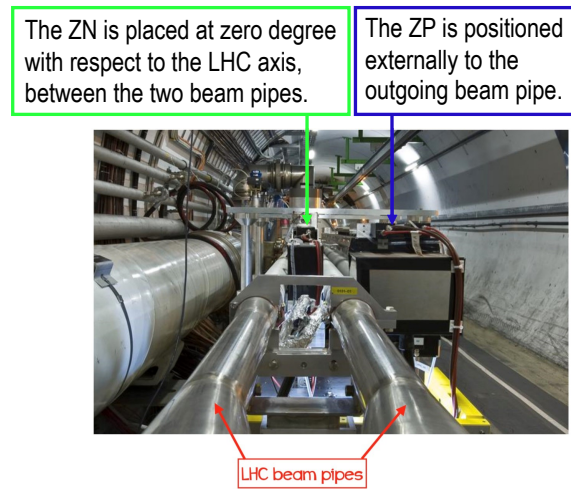 The ZN is placed at zero degree
with respect to the LHC axis,
between the two beam pipes.
The ZP is positioned
externally to the
outgoing beam pipe.
LHC beam pipes